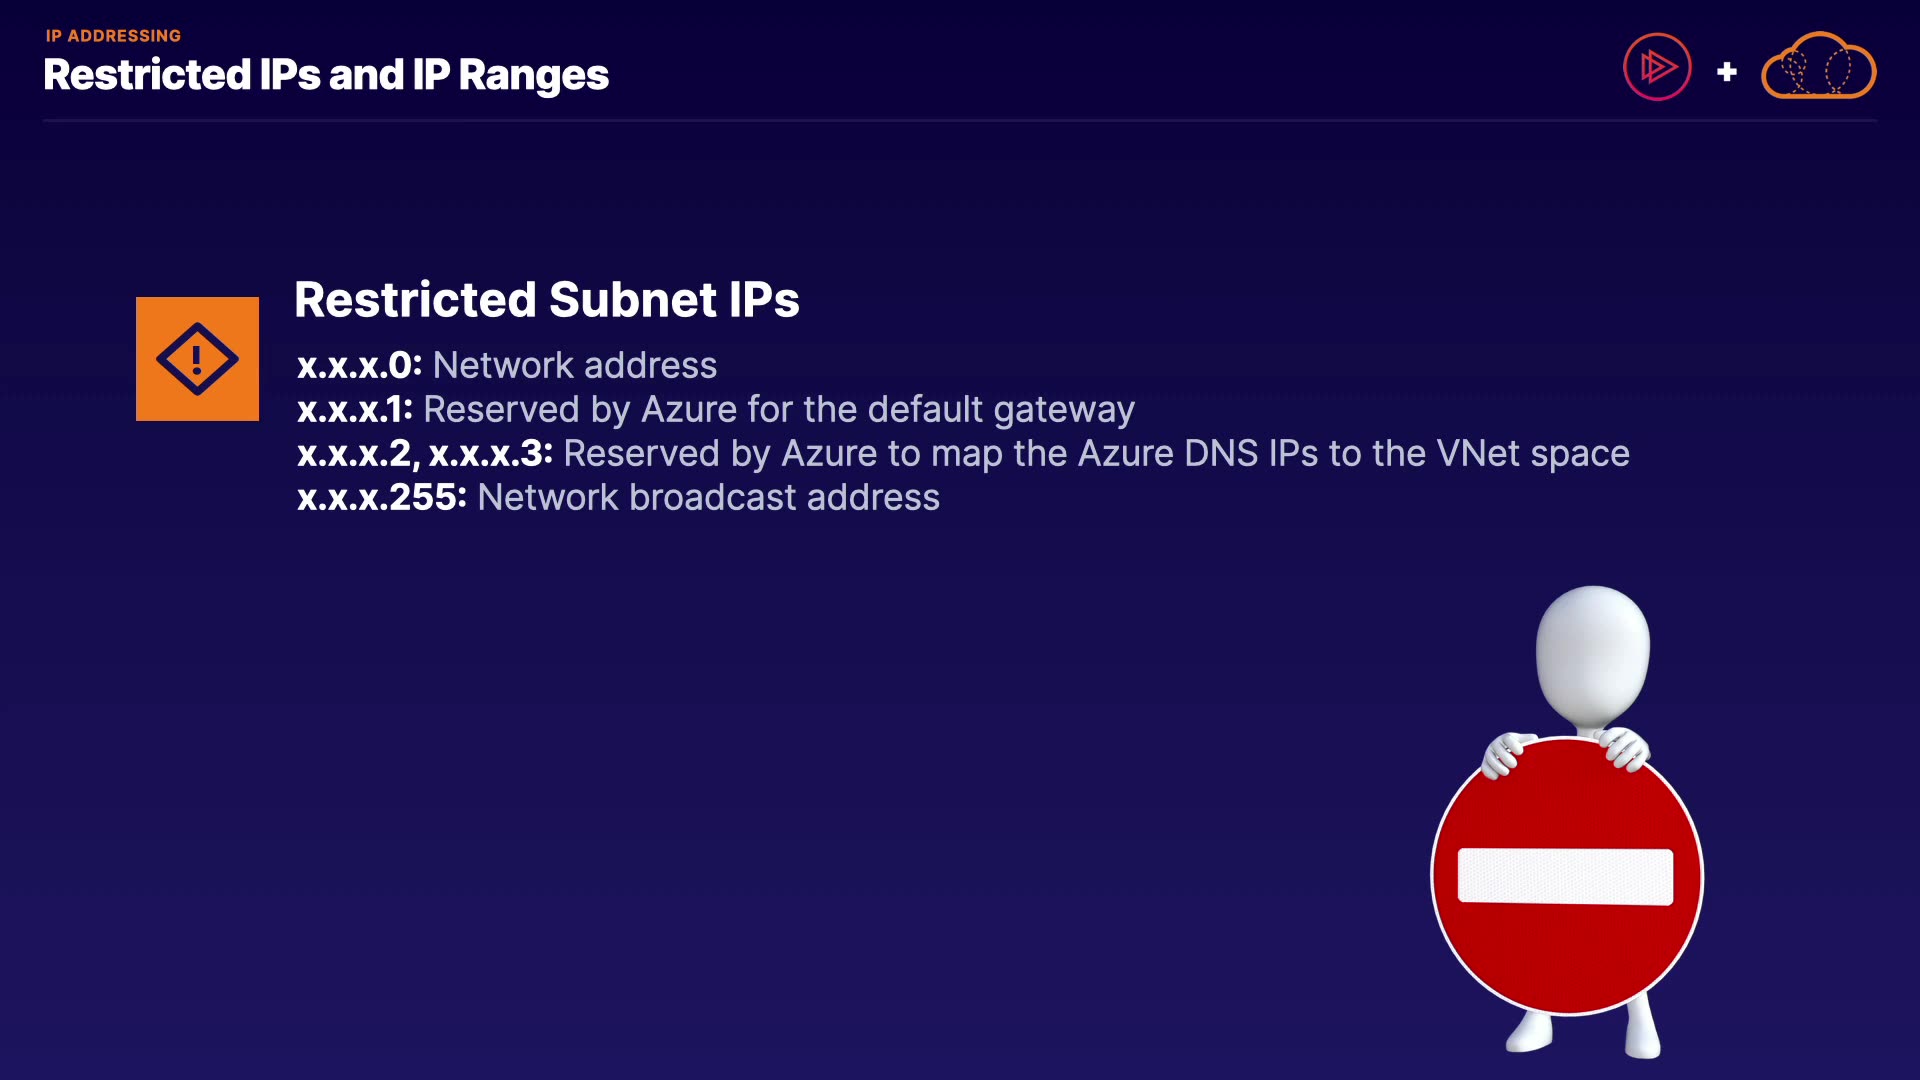 IP ADDRESSING
Restricted IPs and IP Ranges
+
Restricted Subnet IPs
x.x.x.0: Network address
x.x.x.1: Reserved by Azure for the default gateway
x.x.x.2, x.x.x.3: Reserved by Azure to map the Azure DNS IPs to the VNet space
x.x.x.255: Network broadcast address